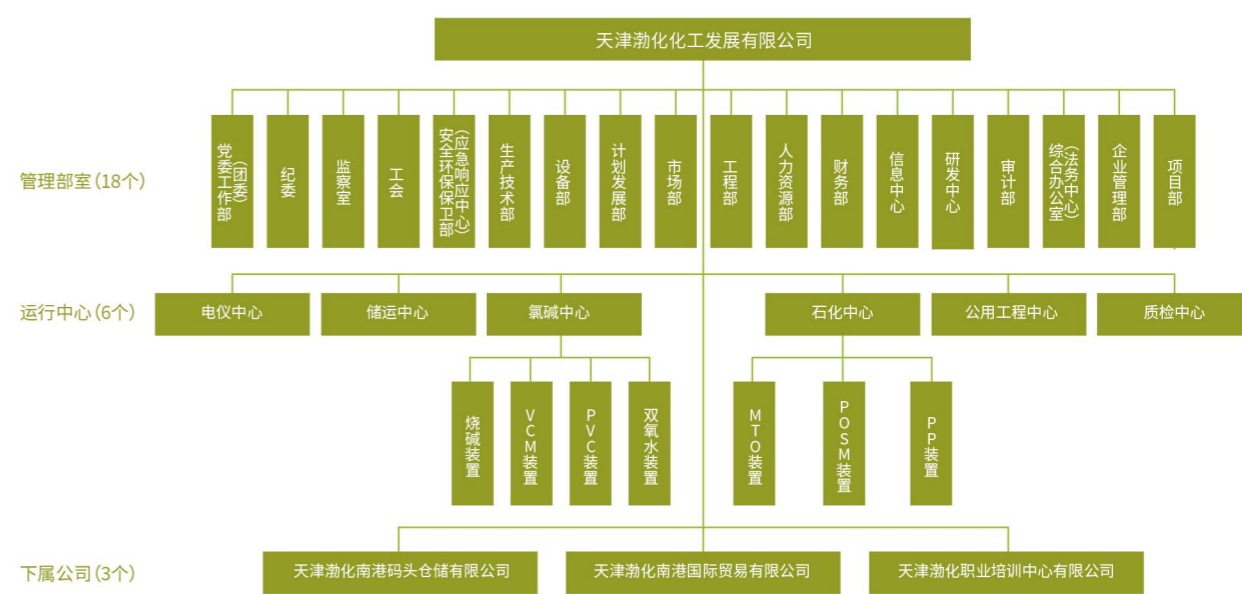 天津渤化化工发展有限公司
管理部室(18个)
党委工作部
(团委)
纪委
监察室
工会
安全环保保卫部
(应急响应中心)
生产技术部
设备部
计划发展部
市场部
工程部
人力资源部
财务部
信息中心
研发中心
审计部
综合办公室
(法务中心)
企业管理部
项目部
运行中心(6个)
电仪中心
储运中心
氯碱中心
石化中心
公用工程中心
质检中心
烧碱装置
VCM装置
PVC装置
双氧水装置
MTO装置
POSM装置
PP装置
下属公司(3个)
天津渤化南港码头仓储有限公司
天津渤化南港国际贸易有限公司
天津渤化职业培训中心有限公司